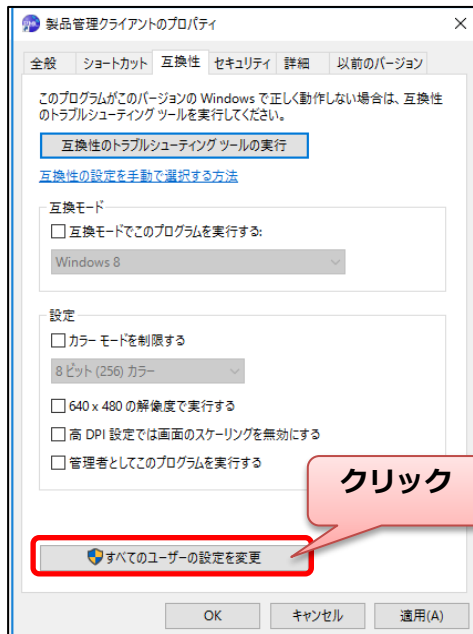 製品管理クライアントのプロパティ
全般 ショートカット 互換性 セキュリティ 詳細 以前のバージョン
このプログラムがこのバージョンの Windows で正しく動作しない場合は、互換性
のトラブルシューティング ツールを実行してください。
互換性のトラブルシューティング ツールの実行
互換性の設定を手動で選択する方法
互換モード
互換モードでこのプログラムを実行する:
Windows 8
設定
カラー モードを制限する
8 ビット (256) カラー
640 x 480 の解像度で実行する
高 DPI 設定では画面のスケーリングを無効にする
管理者としてこのプログラムを実行する
クリック
すべてのユーザーの設定を変更
OK キャンセル 適用(A)